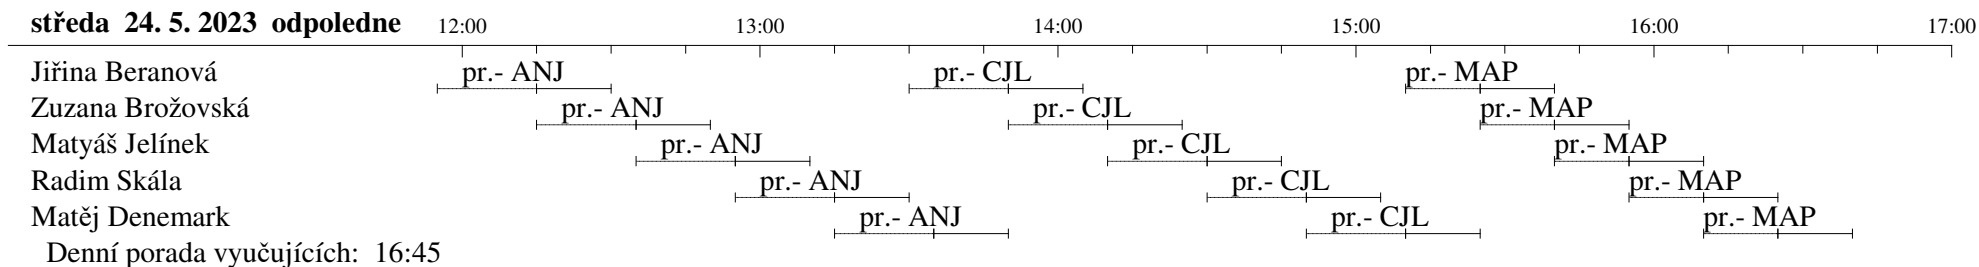 středa 24. 5. 2023 odpoledne 12:00 13:00 14:00 15:00 16:00 17:00
Jiřina Beranová pr.- ANJ pr.- CJL pr.- MAP
Zuzana Brožovská pr.- ANJ pr.- CJL pr.- MAP
Matyáš Jelínek pr.- ANJ pr.- CJL pr.- MAP
Radim Skála pr.- ANJ pr.- CJL pr.- MAP
Matěj Denemark pr.- ANJ pr.- CJL pr.- MAP
Denní porada vyučujících: 16:45